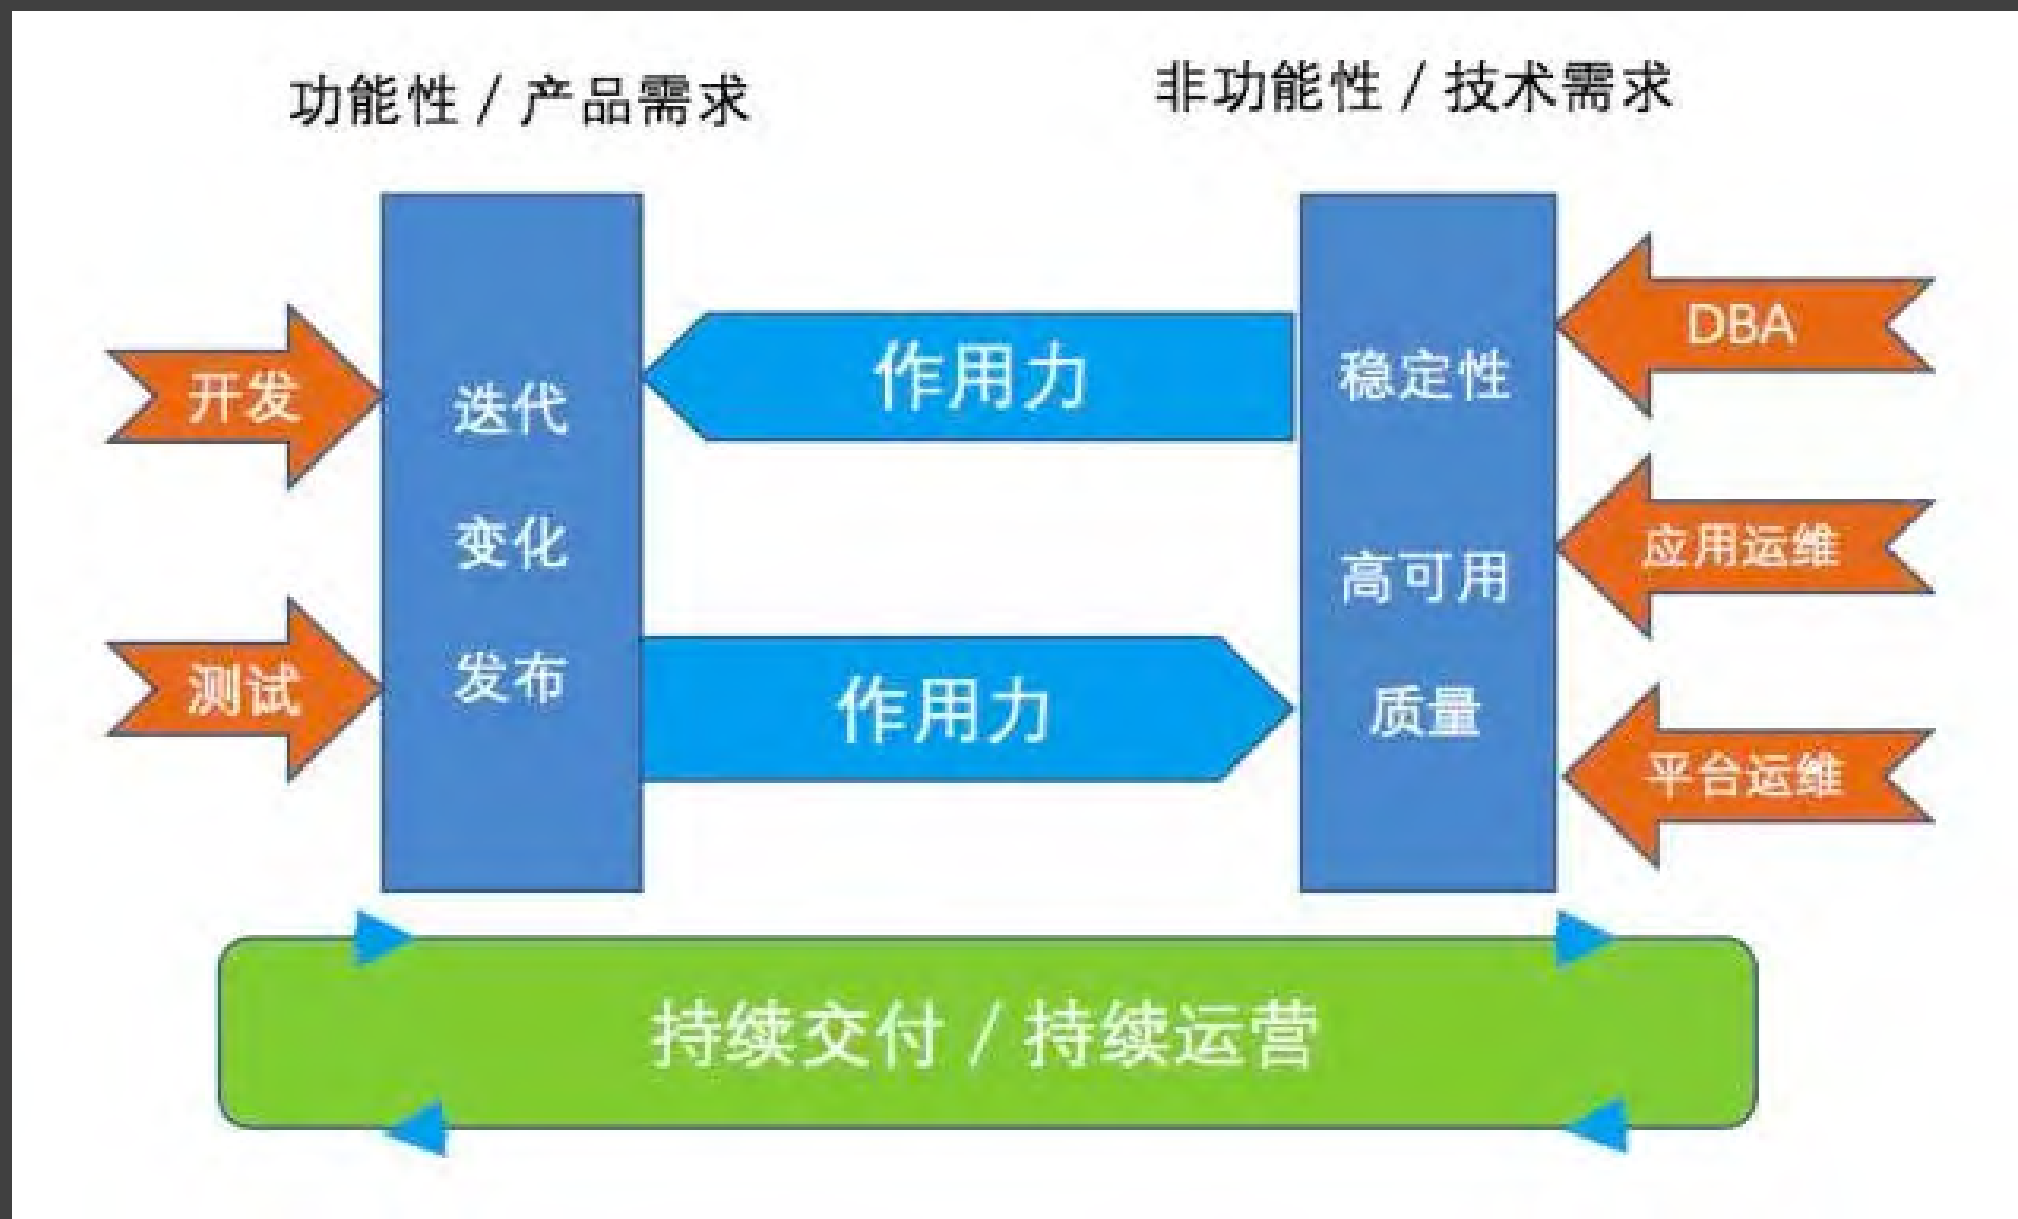 功能性 / 产品需求
非功能性 / 技术需求
开发
测试
迭代
变化
发布
作用力
作用力
稳定性
高可用
质量
DBA
应用运维
平台运维
持续交付 / 持续运营